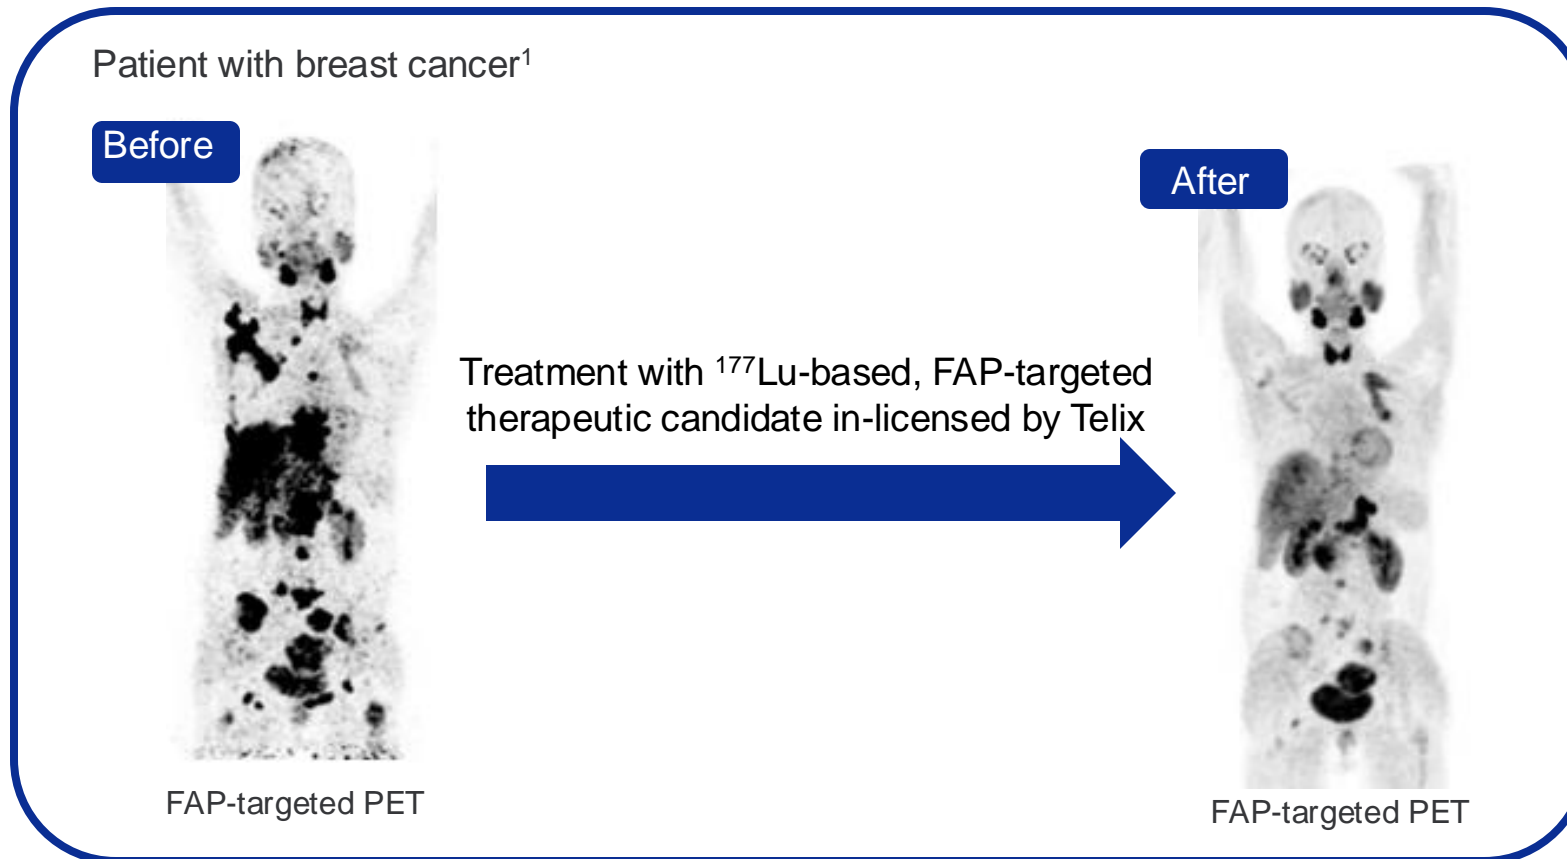 Patient with breast cancer¹
Before
After
Treatment with ¹⁷⁷Lu-based, FAP-targeted
therapeutic candidate in-licensed by Telix
FAP-targeted PET
FAP-targeted PET